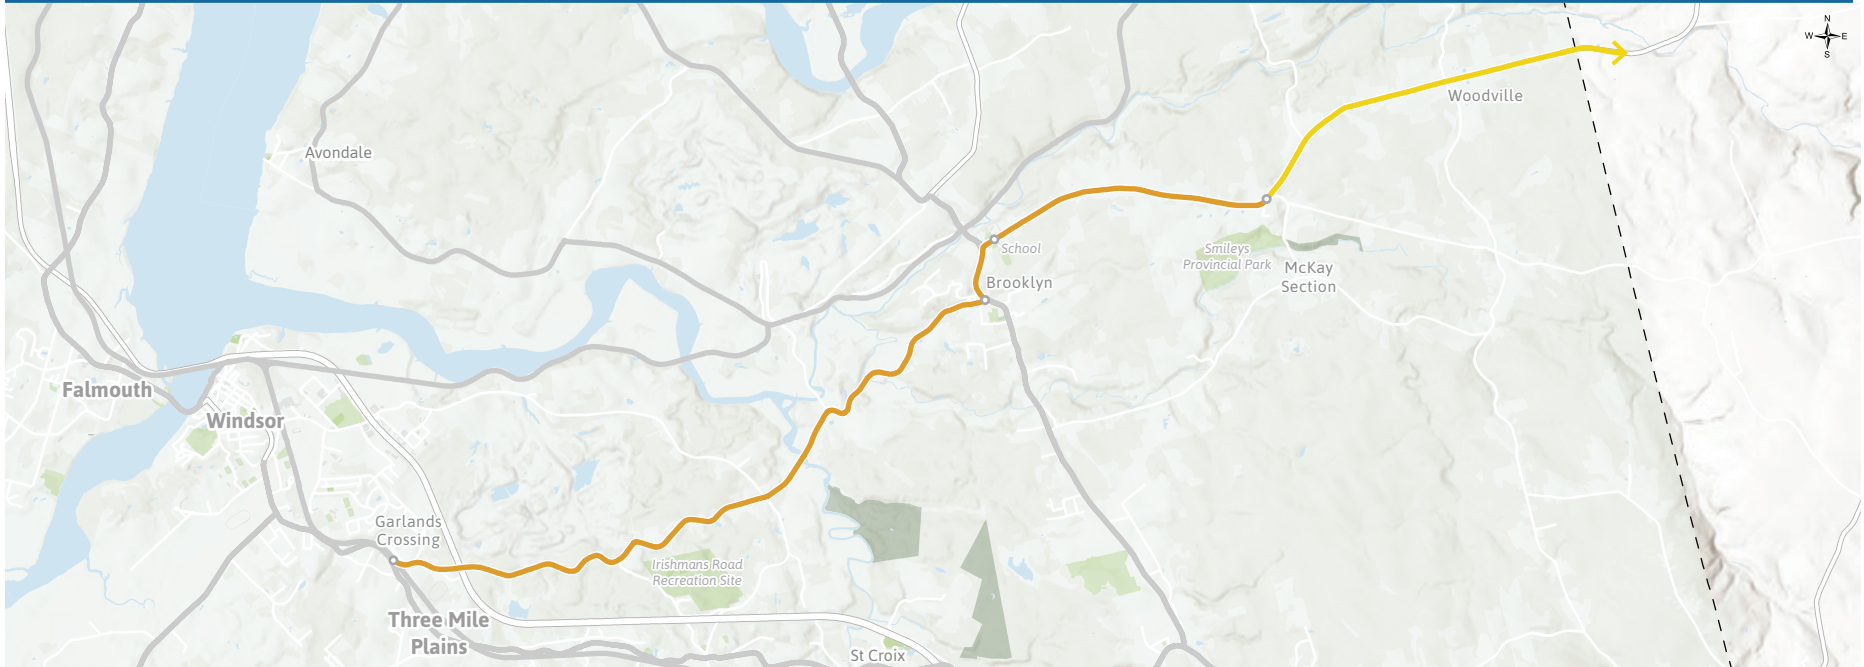 N
W E
S
Woodville
Avondale
School
Smileys
Provincial Park
McKay
Section
Brooklyn
Falmouth
Windsor
Garlands
Crossing
Irishmans Road
Recreation Site
Three Mile
Plains
St Croix